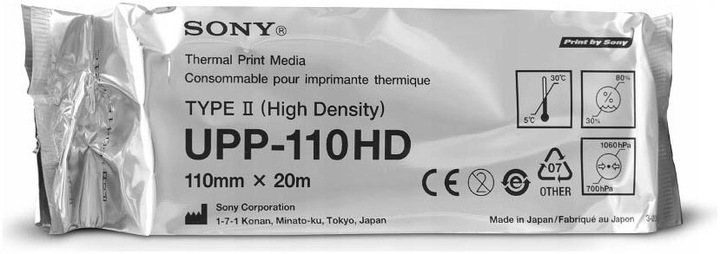 SONY®
Print by Sony
Thermal Print Media
Consommable pour imprimante thermique
TYPE II (High Density)
UPP-110HD
110mm × 20m
30℃
5℃
80%
30%
1060hPa
700hPa
CE
2
e
07
OTHER
Sony Corporation
1-7-1 Konan, Minato-ku, Tokyo, Japan
Made in Japan/Fabriqué au Japon